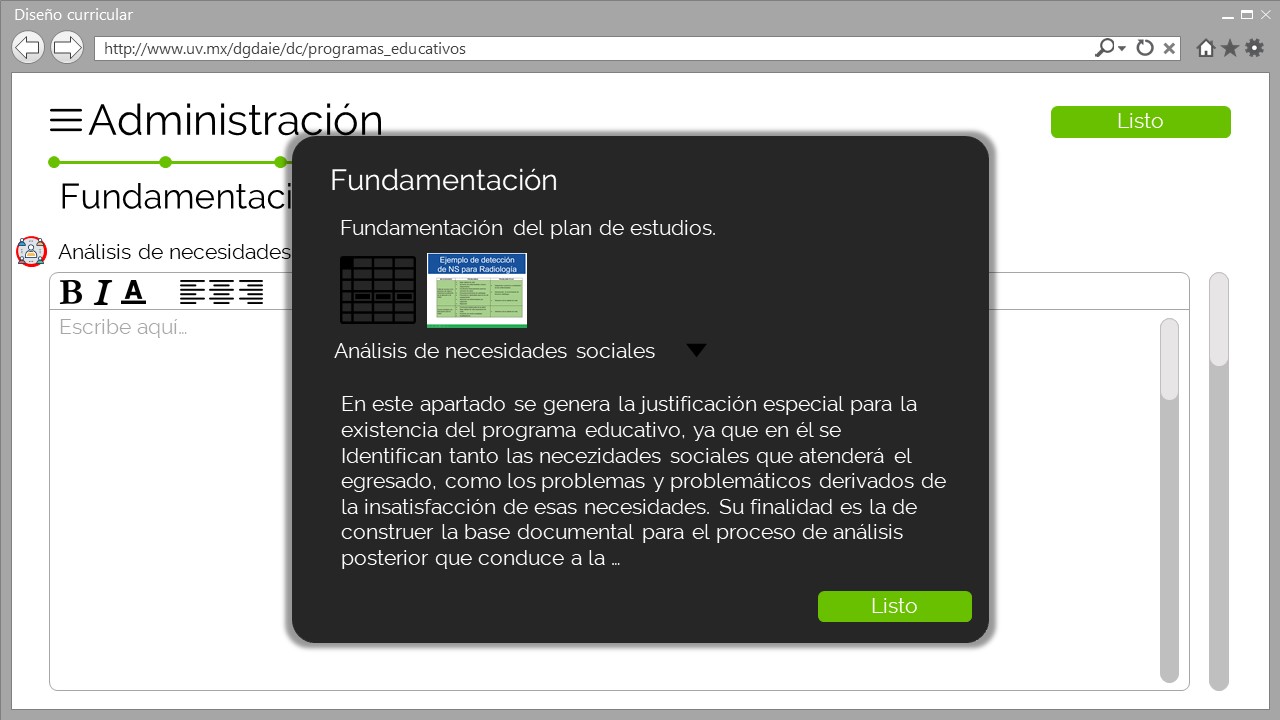 Diseño curricular
http://www.uv.mx/dgdaie/dc/programas_educativos
Administración
Listo
Fundamentaci
Análisis de necesidades
B I A
Escribe aquí…
Fundamentación
Fundamentación del plan de estudios.
Ejemplo de detección
de NS para Radiología
Análisis de necesidades sociales
En este apartado se genera la justificación especial para la
existencia del programa educativo, ya que en él se
Identifican tanto las necezidades sociales que atenderá el
egresado, como los problemas y problemáticos derivados de
la insatisfacción de esas necesidades. Su finalidad es la de
construer la base documental para el proceso de análisis
posterior que conduce a la …
Listo